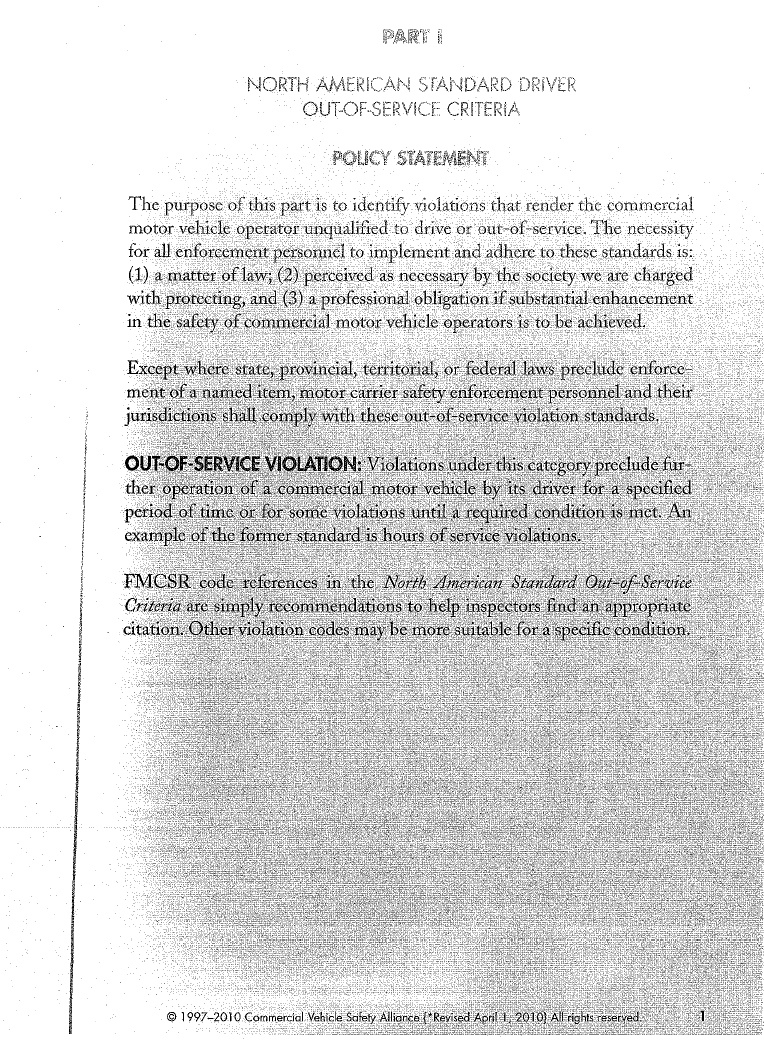 PART I
NORTH AMERICAN STANDARD DRIVER
OUT-OF-SERVICE CRITERIA
POLICY STATEMENT
The purpose of this part is to identify violations that render the commercial
motor vehicle operator unqualified to drive or out-of-service. The necessity
for all enforcement personnel to implement and adhere to these standards is:
(1) a matter of law; (2) perceived as necessary by the society we are charged
with protecting, and (3) a professional obligation if substantial enhancement
in the safety of commercial motor vehicle operators is to be achieved.
Except where state, provincial, territorial, or federal laws preclude enforce-
ment of a named item, motor carrier safety enforcement personnel and their
jurisdictions shall comply with these out-of-service violation standards.
OUT-OF-SERVICE VIOLATION: Violations under this category preclude fur-
ther operation of a commercial motor vehicle by its driver for a specified
period of time or for some violations until a required condition is met. An
example of the former standard is hours of service violations.
FMCSR code references in the North American Standard Out-of-Service
Criteria are simply recommendations to help inspectors find an appropriate
citation. Other violation codes may be more suitable for a specific condition.
© 1997–2010 Commercial Vehicle Safety Alliance (*Revised April 1, 2010) All rights reserved. 1